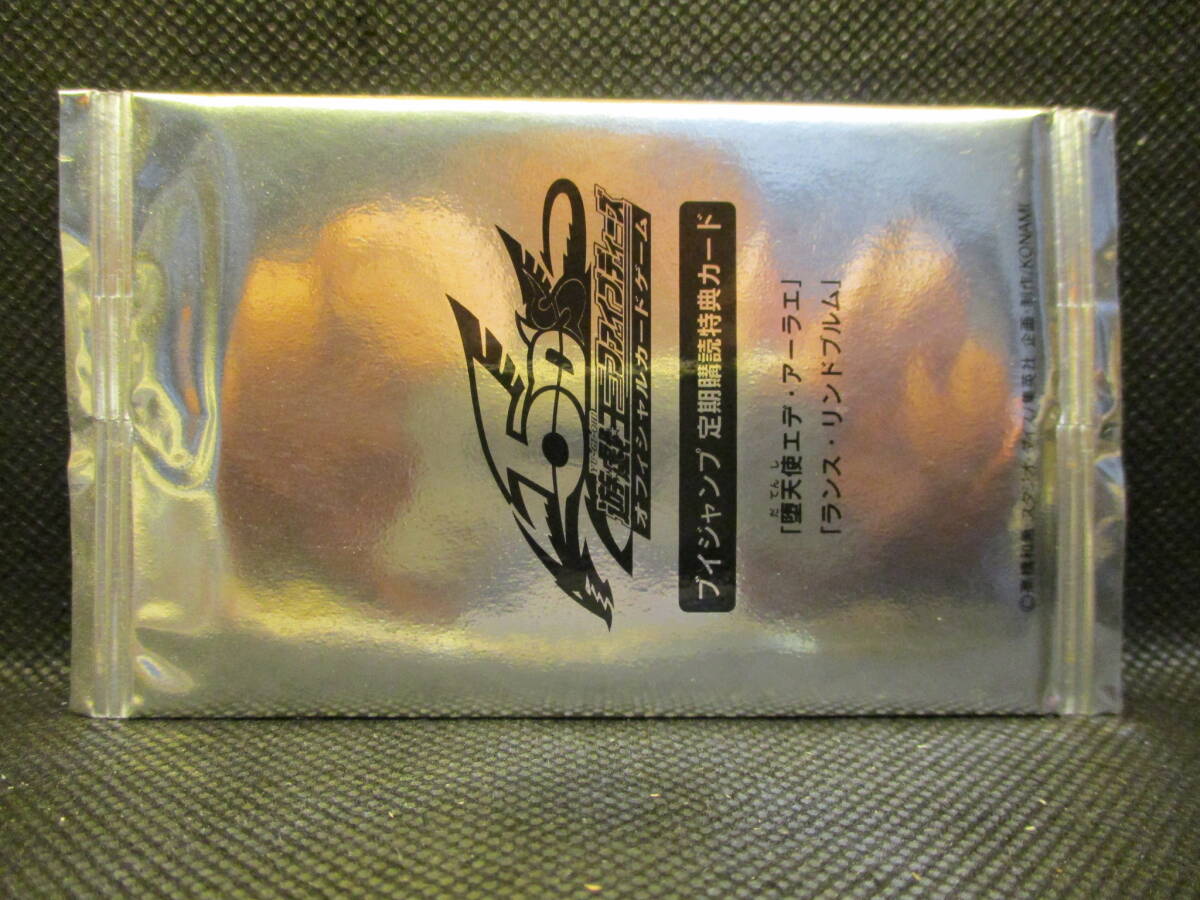 5D's
YU-GI-OH!
遊戯王ファイブディーズ
オフィシャルカードゲーム
ブイジャンプ 定期購読特典カード
だ てん し
「堕天使エデ・アーラエ」
「ランス・リンドブルム」
©高橋和希 スタジオ・ダイス/集英社 企画・制作/KONAMI